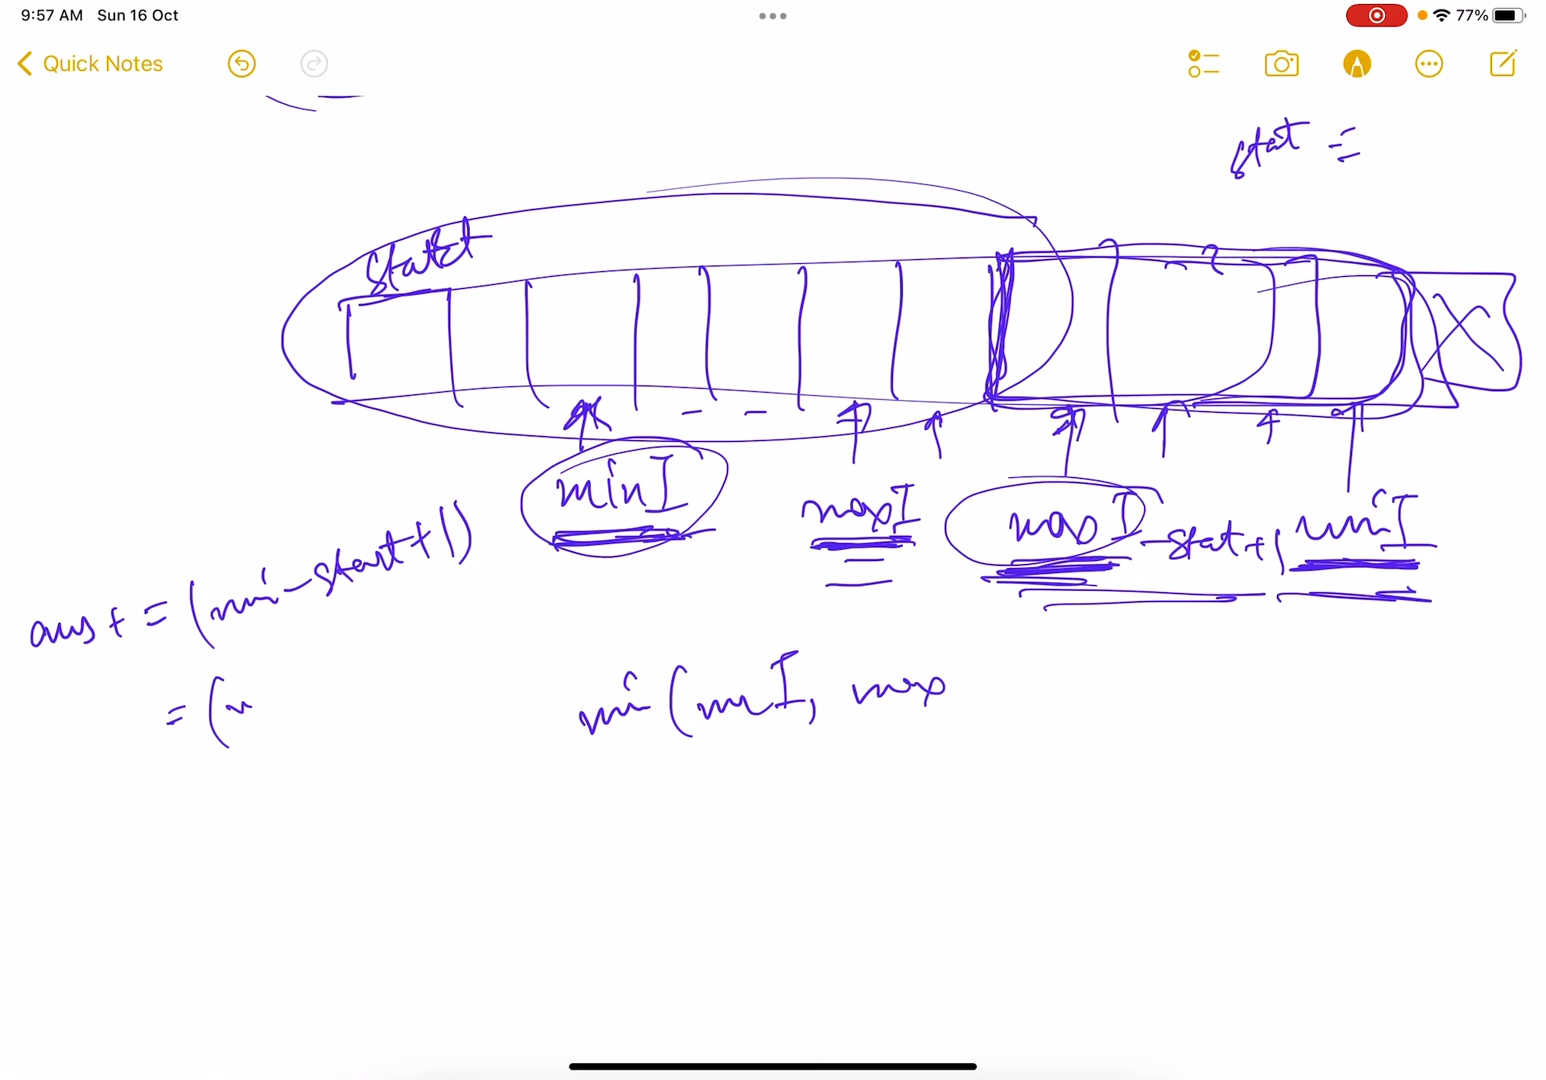 9:57 AM Sun 16 Oct
77%
Quick Notes
start =
Start
minI
maxI
maxI - start + 1
minI
ans + = (mini - start + 1)
= (m
min (minI, max